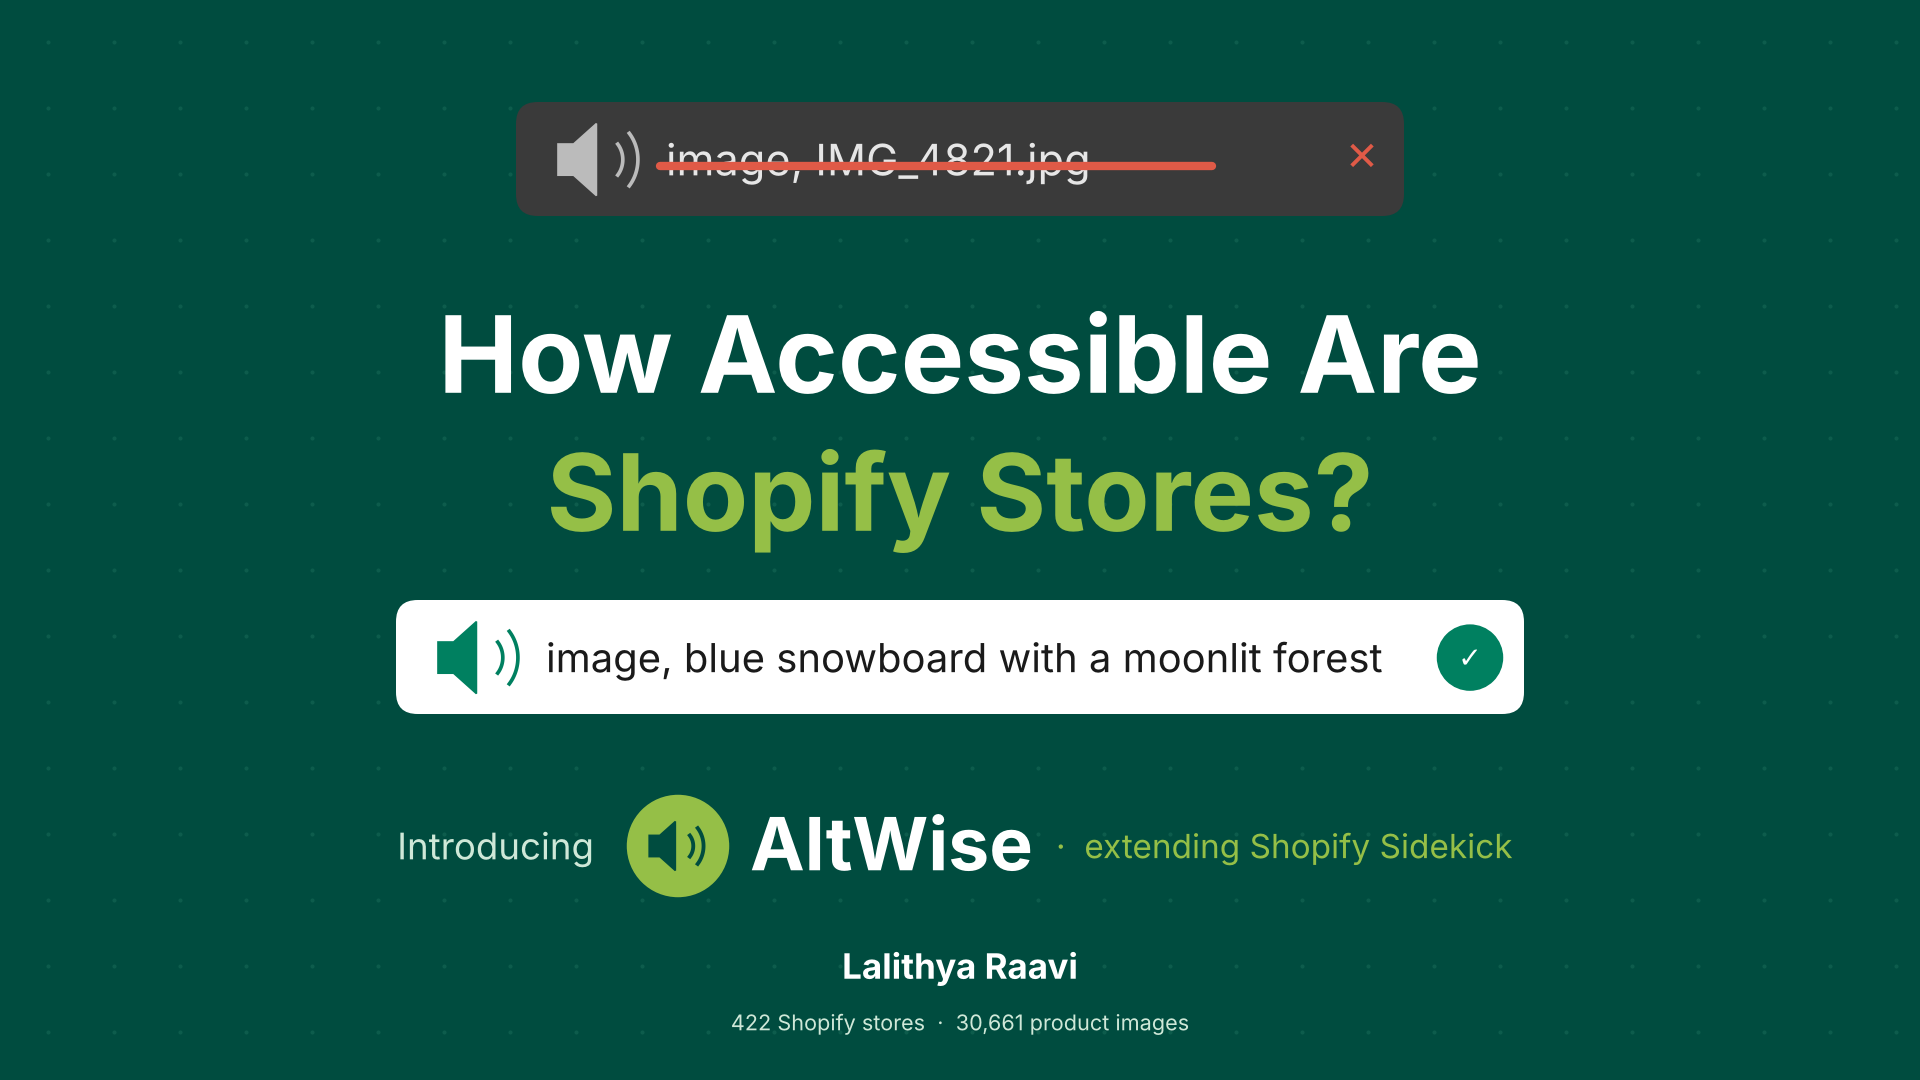 image, IMG_4821.jpg ✕
How Accessible Are
Shopify Stores?
image, blue snowboard with a moonlit forest ✓
Introducing AltWise · extending Shopify Sidekick
Lalithya Raavi
422 Shopify stores · 30,661 product images